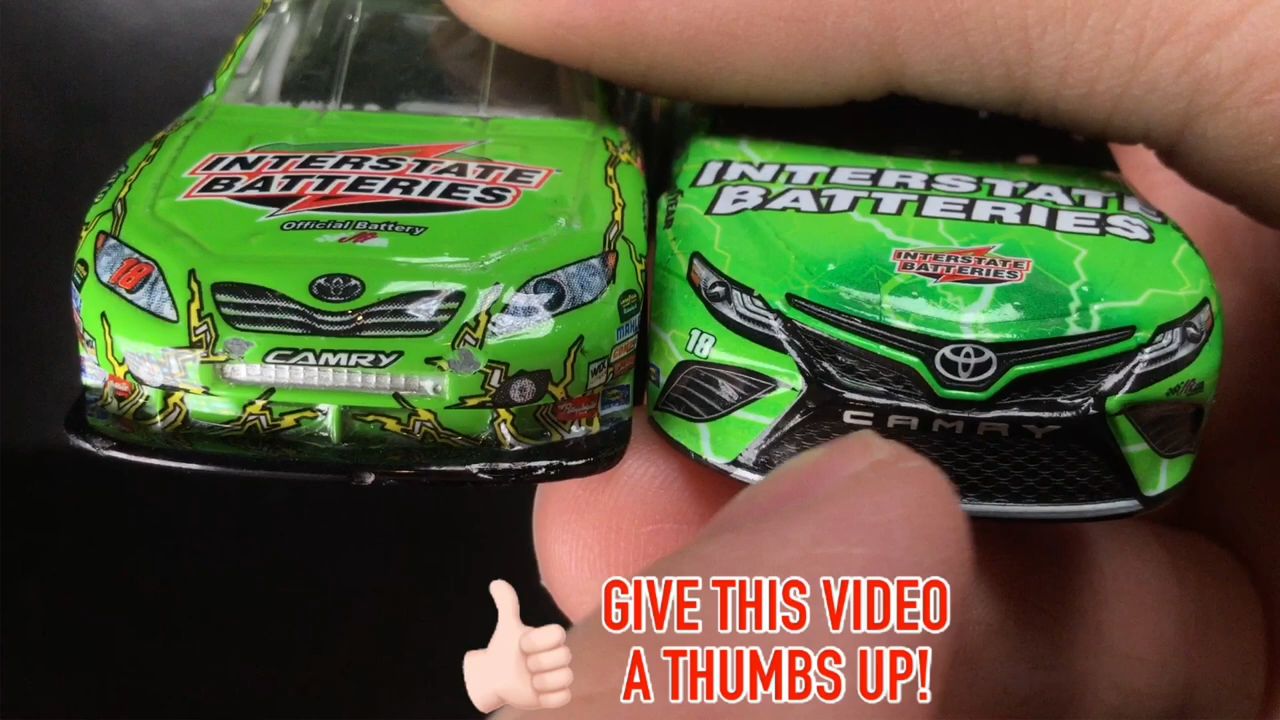 INTERSTATE
BATTERIES
Official Battery
18
CAMRY
INTERSTATE
BATTERIES
INTERSTATE
BATTERIES
18
CAMRY
GIVE THIS VIDEO
A THUMBS UP!